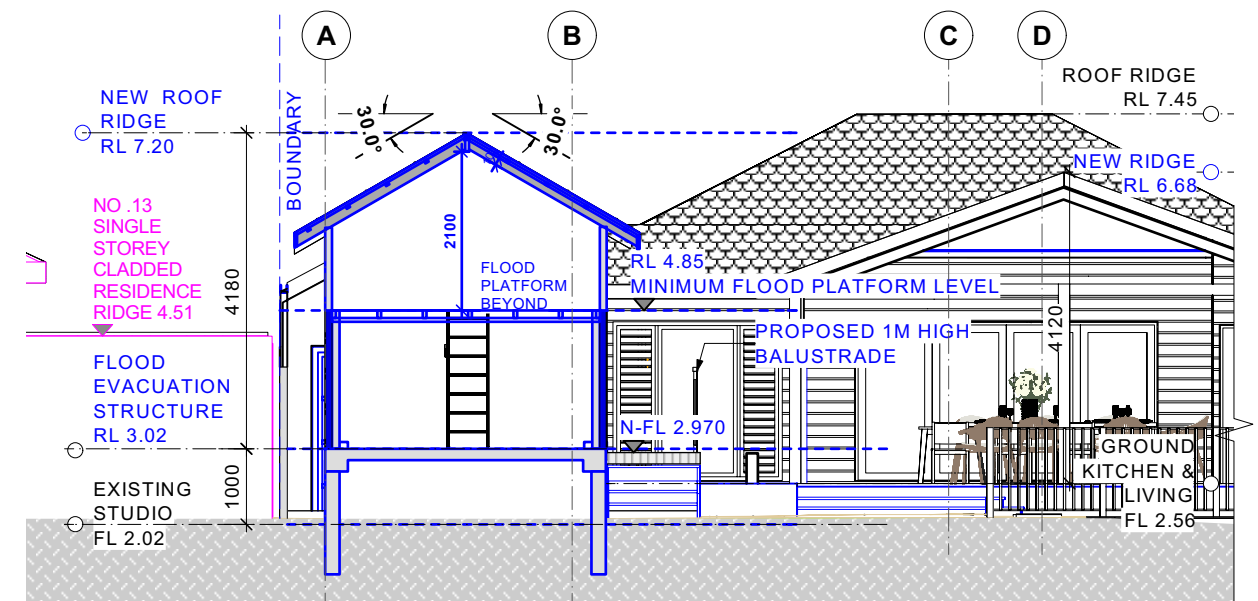 A
B
C
D
BOUNDARY
30.0°
30.0°
NEW ROOF
RIDGE
RL 7.20
ROOF RIDGE
RL 7.45
NEW RIDGE
RL 6.68
NO .13
SINGLE
STOREY
CLADDED
RESIDENCE
RIDGE 4.51
4180
2100
FLOOD
PLATFORM
BEYOND
RL 4.85
MINIMUM FLOOD PLATFORM LEVEL
PROPOSED 1M HIGH
BALUSTRADE
4120
FLOOD
EVACUATION
STRUCTURE
RL 3.02
N-FL 2.970
GROUND
KITCHEN &
LIVING
FL 2.56
1000
EXISTING
STUDIO
FL 2.02